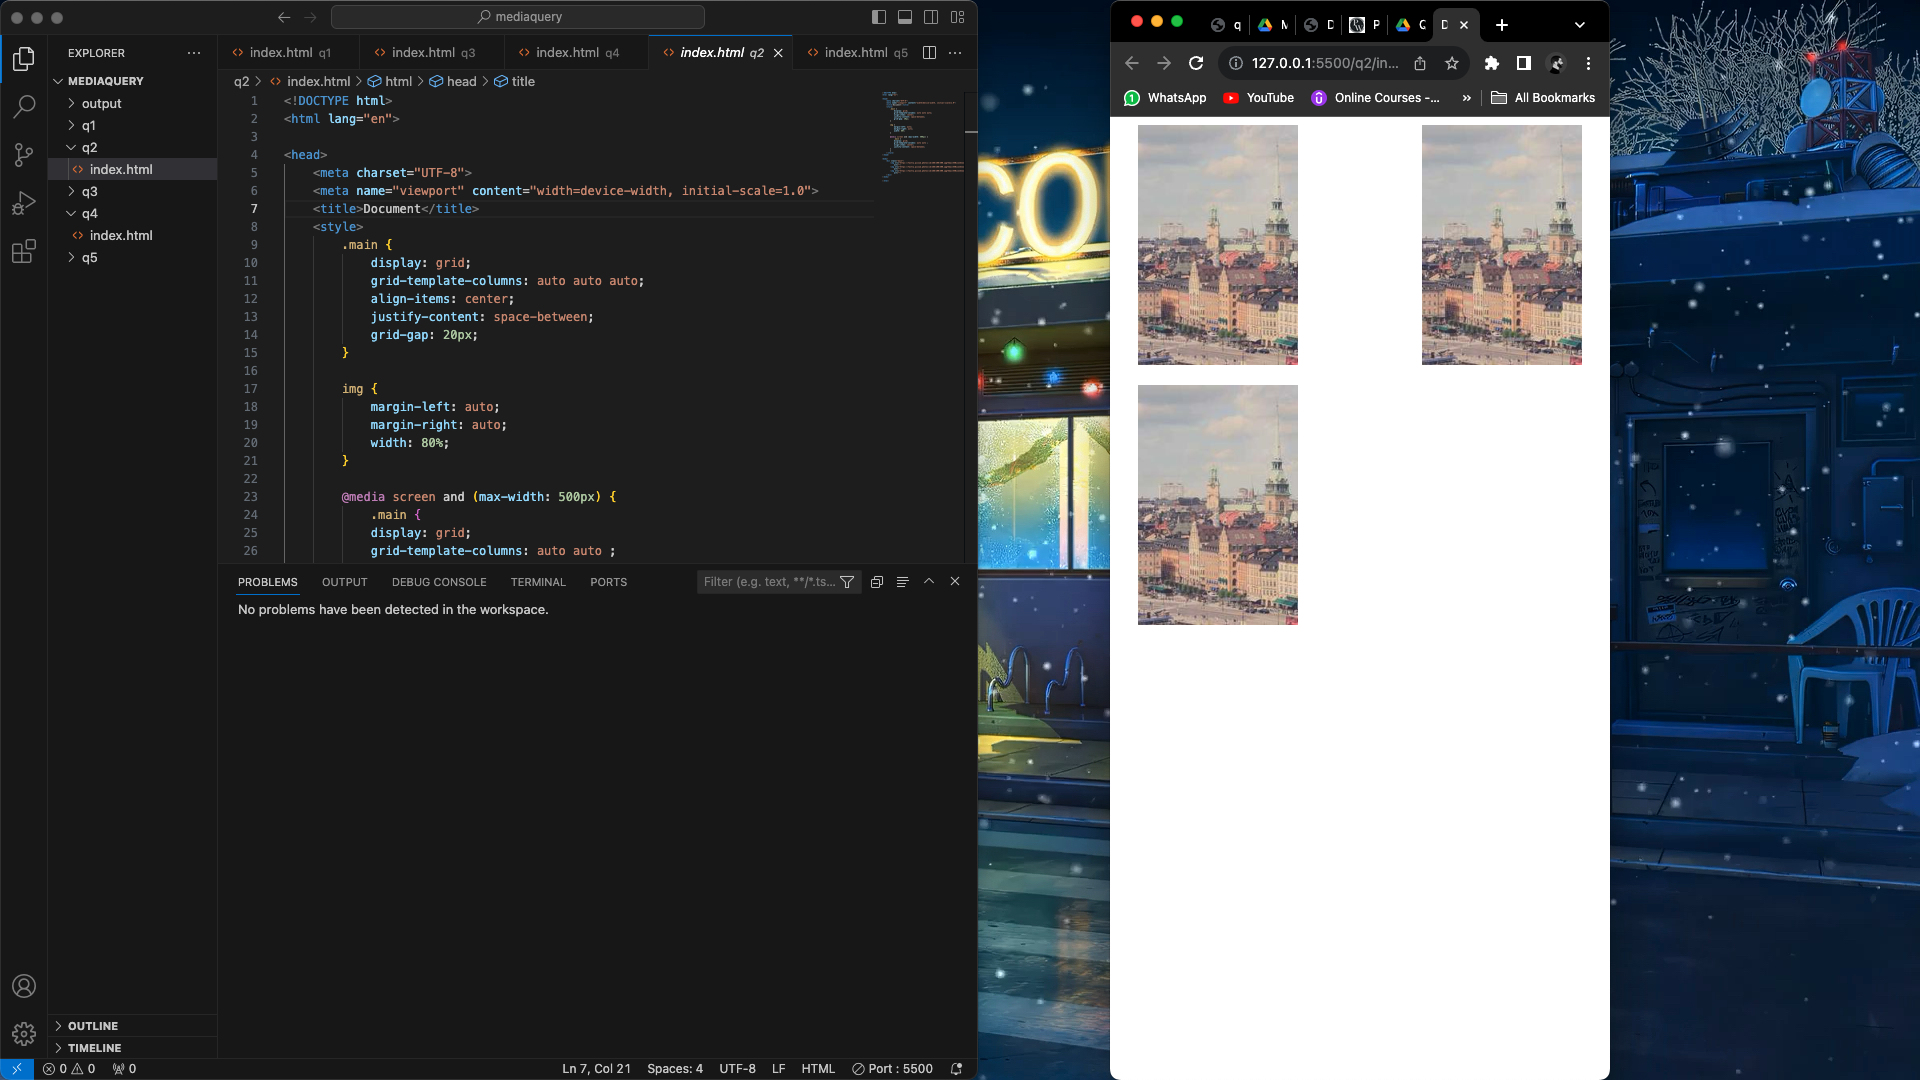 mediaquery
EXPLORER
MEDIAQUERY
output
q1
q2
index.html
q3
q4
index.html
q5
OUTLINE
TIMELINE
index.html q1
index.html q3
index.html q4
index.html q2
index.html q5
q2 > index.html > html > head > title
1 <!DOCTYPE html>
2 <html lang="en">
3
4 <head>
5 <meta charset="UTF-8">
6 <meta name="viewport" content="width=device-width, initial-scale=1.0">
7 <title>Document</title>
8 <style>
9 .main {
10 display: grid;
11 grid-template-columns: auto auto auto;
12 align-items: center;
13 justify-content: space-between;
14 grid-gap: 20px;
15 }
16
17 img {
18 margin-left: auto;
19 margin-right: auto;
20 width: 80%;
21 }
22
23 @media screen and (max-width: 500px) {
24 .main {
25 display: grid;
26 grid-template-columns: auto auto ;
PROBLEMS OUTPUT DEBUG CONSOLE TERMINAL PORTS Filter (e.g. text, **/*.ts...
No problems have been detected in the workspace.
0 0 0 Ln 7, Col 21 Spaces: 4 UTF-8 LF HTML Port : 5500
q M D P C D
127.0.0.1:5500/q2/in...
WhatsApp YouTube Online Courses -... » All Bookmarks
CO